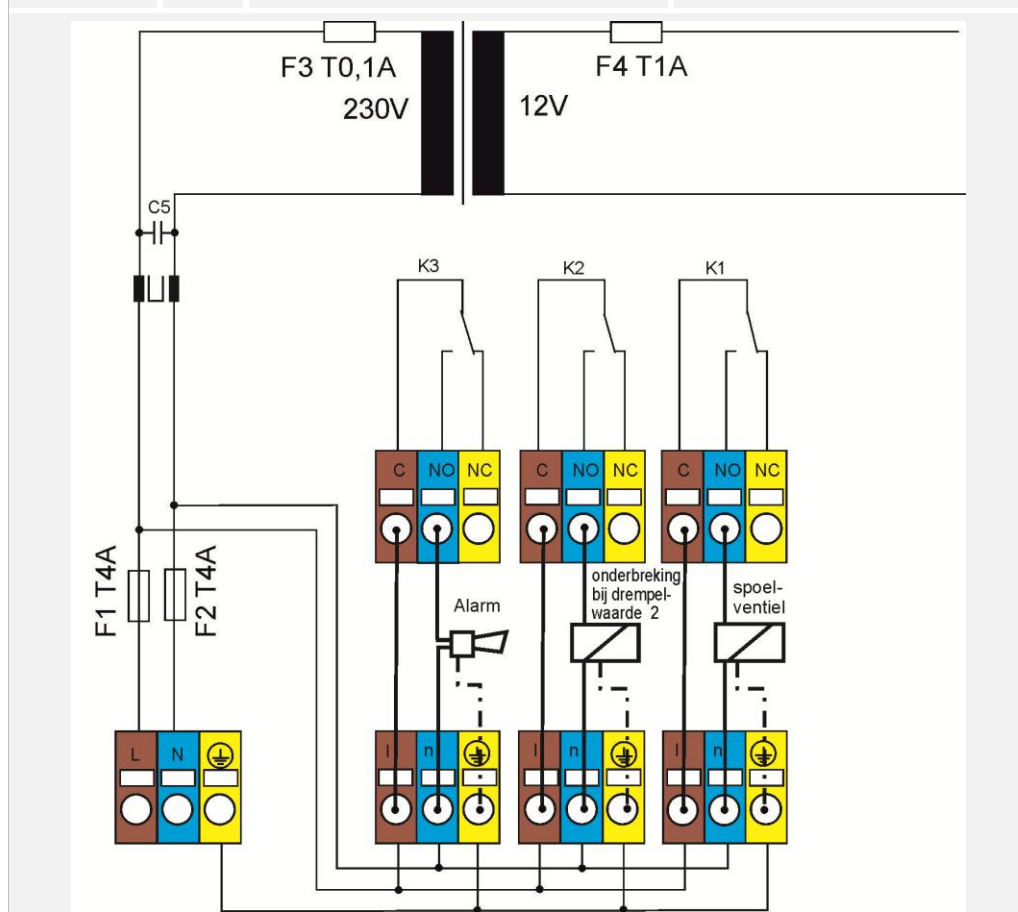 F3 T0,1A
F4 T1A
230V
12V
C5
K3
K2
K1
C NO NC
C NO NC
C NO NC
F1 T4A
F2 T4A
Alarm
onderbreking
bij drempel-
waarde 2
spoel-
ventiel
L N
l n
l n
l n